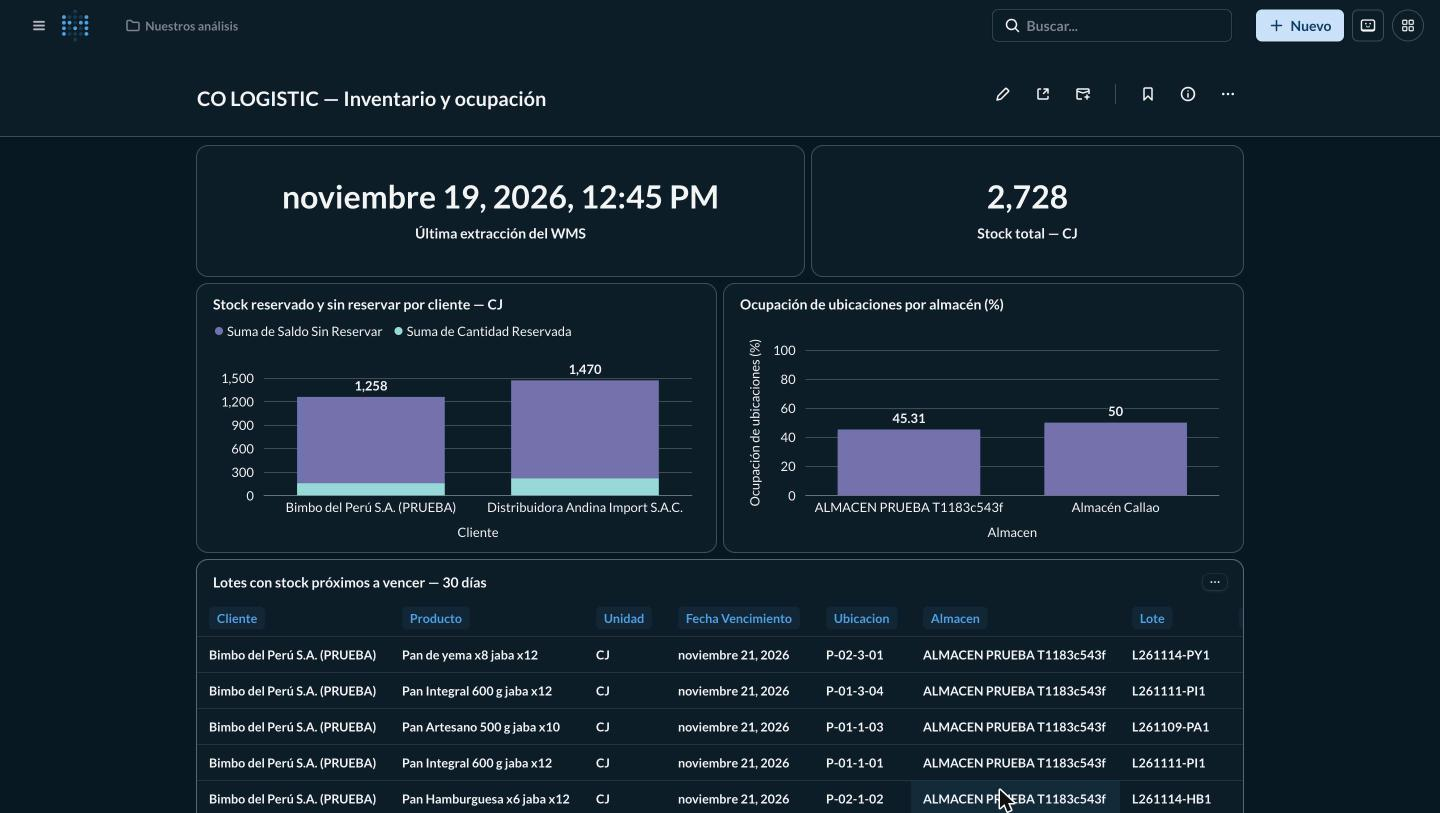 Nuestros análisis
Buscar...
Nuevo
CO LOGISTIC — Inventario y ocupación
noviembre 19, 2026, 12:45 PM
Última extracción del WMS
2,728
Stock total — CJ
Stock reservado y sin reservar por cliente — CJ
Suma de Saldo Sin Reservar Suma de Cantidad Reservada
1,500
1,200
900
600
300
0
1,258
1,470
Bimbo del Perú S.A. (PRUEBA) Distribuidora Andina Import S.A.C.
Cliente
Ocupación de ubicaciones por almacén (%)
Ocupación de ubicaciones (%)
100
80
60
40
20
0
45.31
50
ALMACEN PRUEBA T1183c543f Almacén Callao
Almacen
Lotes con stock próximos a vencer — 30 días
Cliente Producto Unidad Fecha Vencimiento Ubicacion Almacen Lote
Bimbo del Perú S.A. (PRUEBA) Pan de yema x8 jaba x12 CJ noviembre 21, 2026 P-02-3-01 ALMACEN PRUEBA T1183c543f L261114-PY1
Bimbo del Perú S.A. (PRUEBA) Pan Integral 600 g jaba x12 CJ noviembre 21, 2026 P-01-3-04 ALMACEN PRUEBA T1183c543f L261111-PI1
Bimbo del Perú S.A. (PRUEBA) Pan Artesano 500 g jaba x10 CJ noviembre 21, 2026 P-01-1-03 ALMACEN PRUEBA T1183c543f L261109-PA1
Bimbo del Perú S.A. (PRUEBA) Pan Integral 600 g jaba x12 CJ noviembre 21, 2026 P-01-1-01 ALMACEN PRUEBA T1183c543f L261111-PI1
Bimbo del Perú S.A. (PRUEBA) Pan Hamburguesa x6 jaba x12 CJ noviembre 21, 2026 P-02-1-02 ALMACEN PRUEBA T1183c543f L261114-HB1